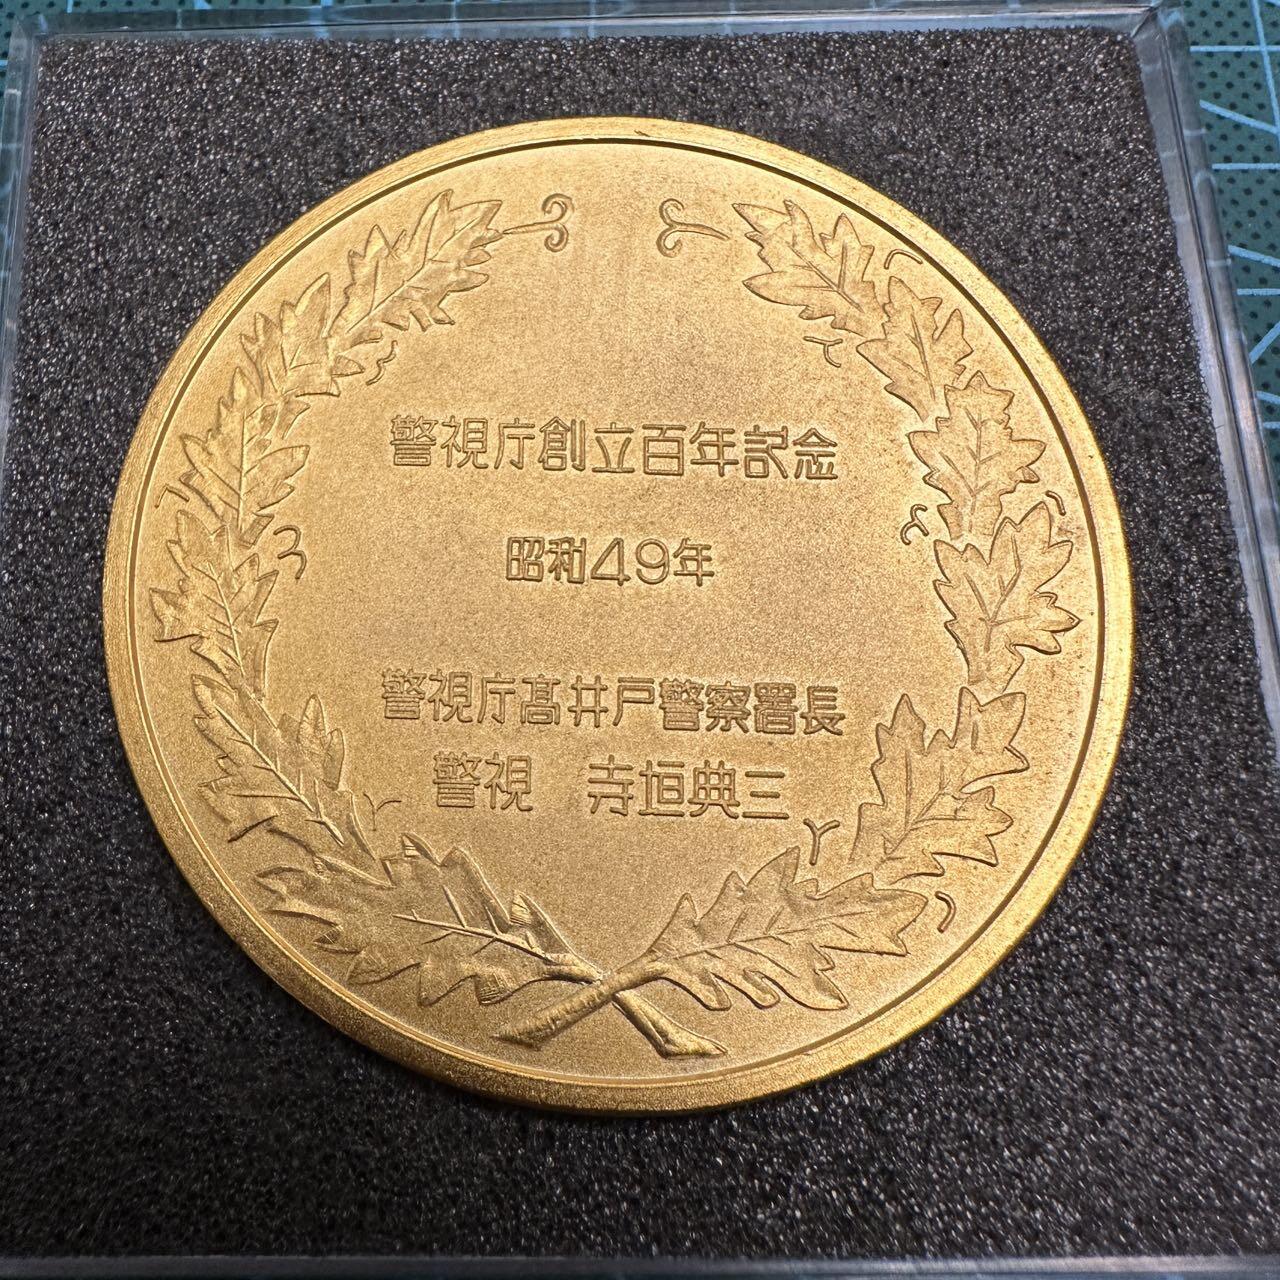 警視庁創立百年記念
昭和49年
警視庁髙井戸警察署長
警視 寺垣典三